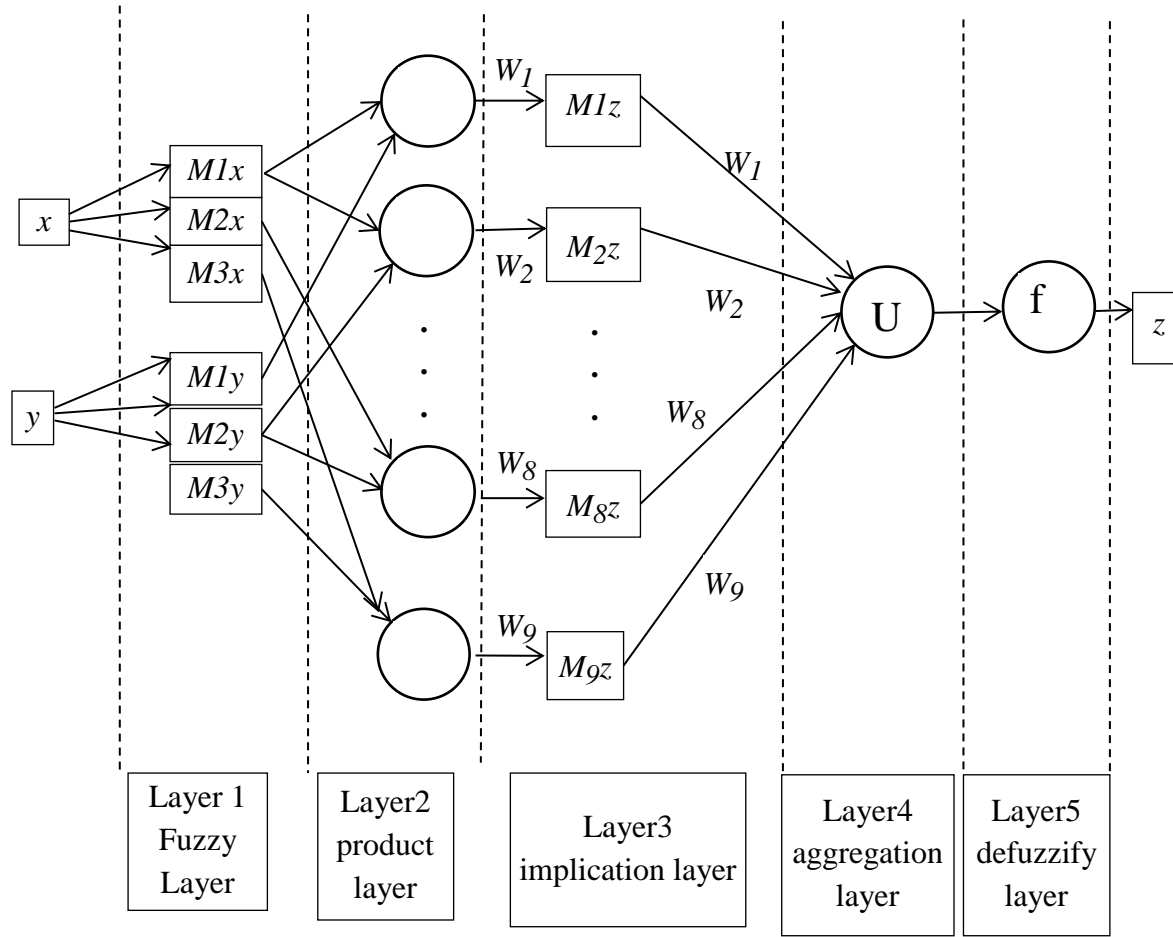 W1
M1z
W1
M1x
M2x
M3x
x
W2
M2z
W2
M1y
M2y
M3y
y
U
f
z
W8
M8z
W8
W9
M9z
W9
Layer 1
Fuzzy
Layer
Layer2
product
layer
Layer3
implication layer
Layer4
aggregation
layer
Layer5
defuzzify
layer